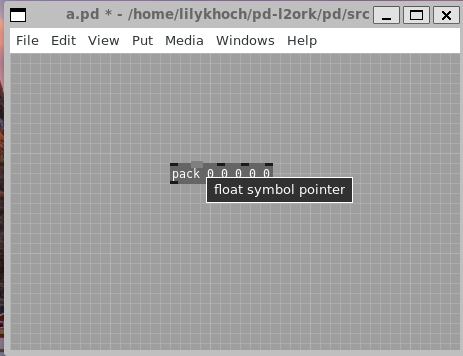 a.pd * - /home/lilykhoch/pd-l2ork/pd/src
File Edit View Put Media Windows Help
pack 0 0 0 0 0
float symbol pointer